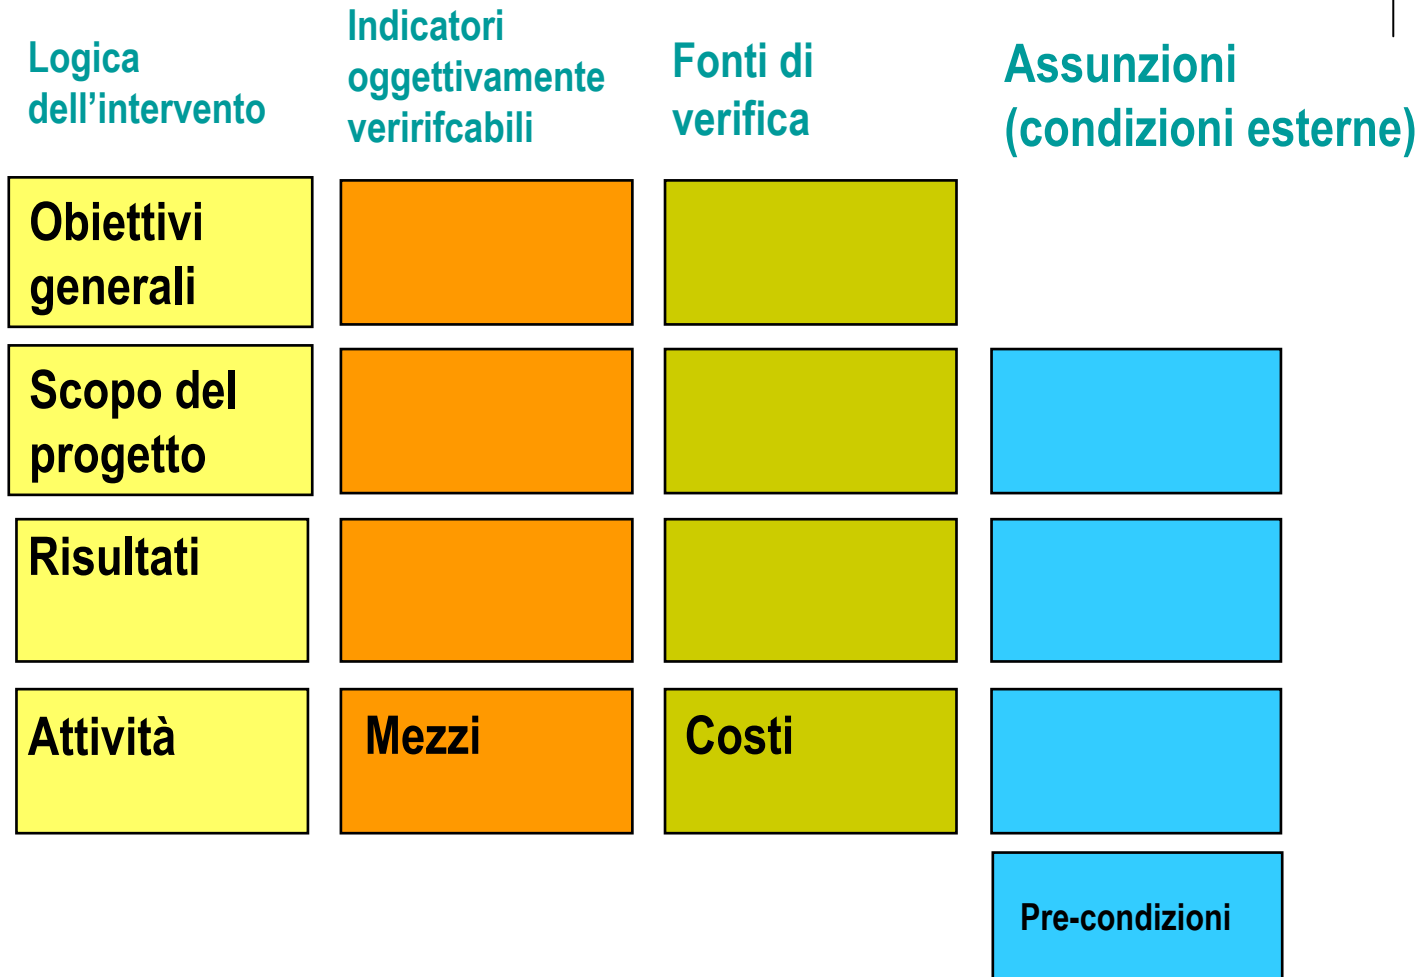 Logica
dell’intervento
Indicatori
oggettivamente
veririfcabili
Fonti di
verifica
Assunzioni
(condizioni esterne)
Obiettivi
generali
Scopo del
progetto
Risultati
Attività
Mezzi
Costi
Pre-condizioni